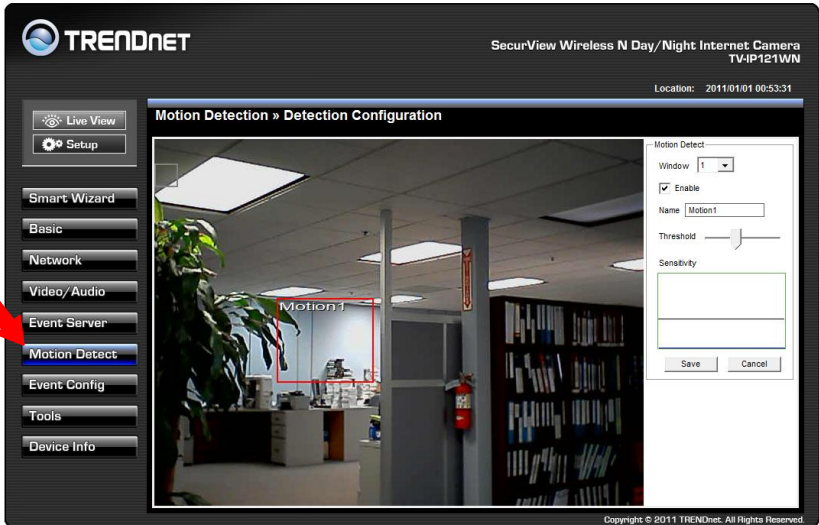 TRENDNET
SecurView Wireless N Day/Night Internet Camera
TV-IP121WN
Location: 2011/01/01 00:53:31
Live View
Setup
Smart Wizard
Basic
Network
Video/Audio
Event Server
Motion Detect
Event Config
Tools
Device Info
Motion Detection » Detection Configuration
Motion1
Motion Detect
Window 1
Enable
Name Motion1
Threshold
Sensitivity
Save Cancel
Copyright © 2011 TRENDnet. All Rights Reserved.